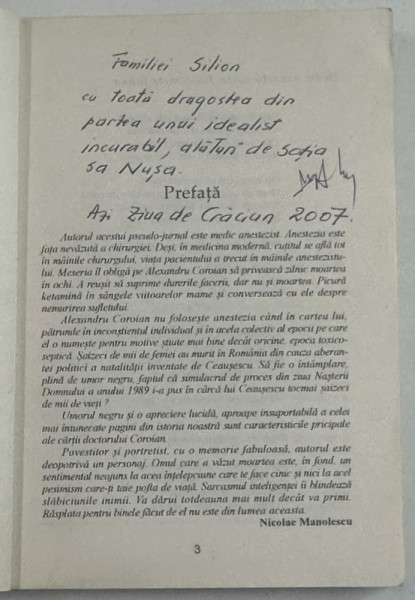 Familiei Silion
cu toată dragostea din
partea unui idealist
incurabil, alături de soția
sa Nușa.
Prefață
Azi Ziua de Crăciun 2007.
Autorul acestui pseudo-jurnal este medic anestezist. Anestezia este
fața nevăzută a chirurgiei. Deși, în medicina modernă, cuțitul se află tot
în mâinile chirurgului, viața pacientului a trecut în mâinile anestezistu-
lui. Meseria îl obligă pe Alexandru Coroian să privească zilnic moartea
în ochi. A reușit să suprime durerile facerii, dar nu și moartea. Picură
ketamină în sângele viitoarelor mame și conversează cu ele despre
nemurirea sufletului.
Alexandru Coroian nu folosește anestezia când în cartea lui,
pătrunde în inconștientul individual și în acela colectiv al epocii pe care
el o numește pentru motive știute mai bine decât oricine, epoca toxico-
septică. Șaizeci de mii de femei au murit în România din cauza aberan-
tei politici a natalității inventate de Ceaușescu. Să fie o întâmplare,
plină de umor negru, faptul că simulacrul de proces din ziua Nașterii
Domnului a anului 1989 i-a pus în cârcă lui Ceaușescu tocmai șaizeci
de mii de vieți ?
Umorul negru și o apreciere lucidă, aproape insuportabilă a celei
mai întunecate pagini din istoria noastră sunt caracteristicile pricipale
ale cărții doctorului Coroian.
Povestitor și portretist, cu o memorie fabuloasă, autorul este
deopotrivă un personaj. Omul care a văzut moartea este, în fond, un
sentimental neajuns la acea înțelepciune care te face cinic și nici la acel
pesimism care-ți taie pofta de viață. Sarcasmul inteligenței îi blindează
slăbiciunile inimii. Va dărui totdeauna mai mult decât va primi.
Răsplata pentru binele făcut de el nu este din lumea aceasta.
Nicolae Manolescu
3